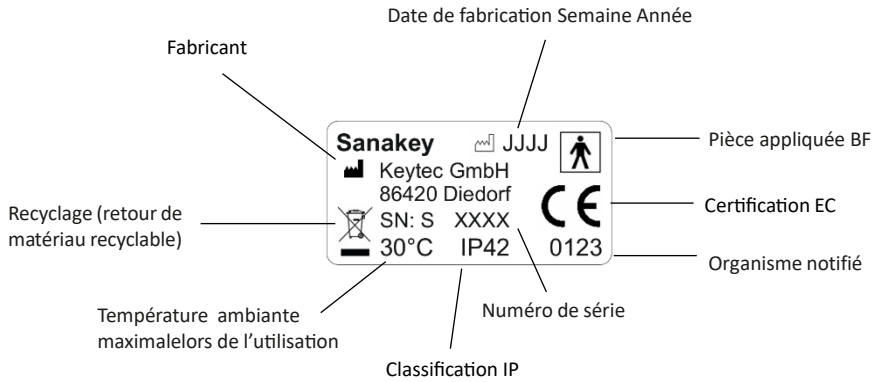 Date de fabrication Semaine Année
Fabricant
Sanakey JJJJ
Keytec GmbH
86420 Diedorf
SN: S XXXX
30°C IP42 0123
CE
Pièce appliquée BF
Certification EC
Organisme notifié
Recyclage (retour de
matériau recyclable)
Température ambiante
maximalelors de l'utilisation
Numéro de série
Classification IP